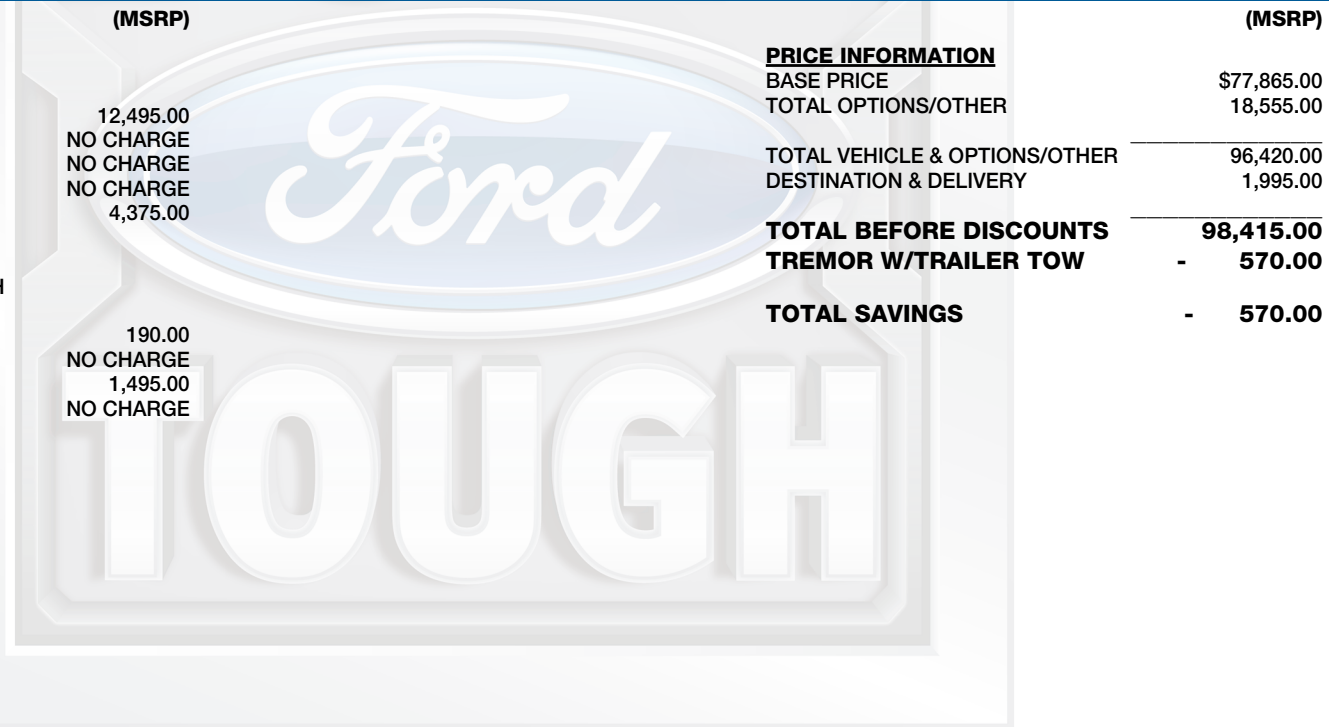 (MSRP)
12,495.00
NO CHARGE
NO CHARGE
NO CHARGE
4,375.00
H
190.00
NO CHARGE
1,495.00
NO CHARGE
Ford
TOUGH
(MSRP)
PRICE INFORMATION
BASE PRICE $77,865.00
TOTAL OPTIONS/OTHER 18,555.00
TOTAL VEHICLE & OPTIONS/OTHER 96,420.00
DESTINATION & DELIVERY 1,995.00
TOTAL BEFORE DISCOUNTS 98,415.00
TREMOR W/TRAILER TOW - 570.00
TOTAL SAVINGS - 570.00